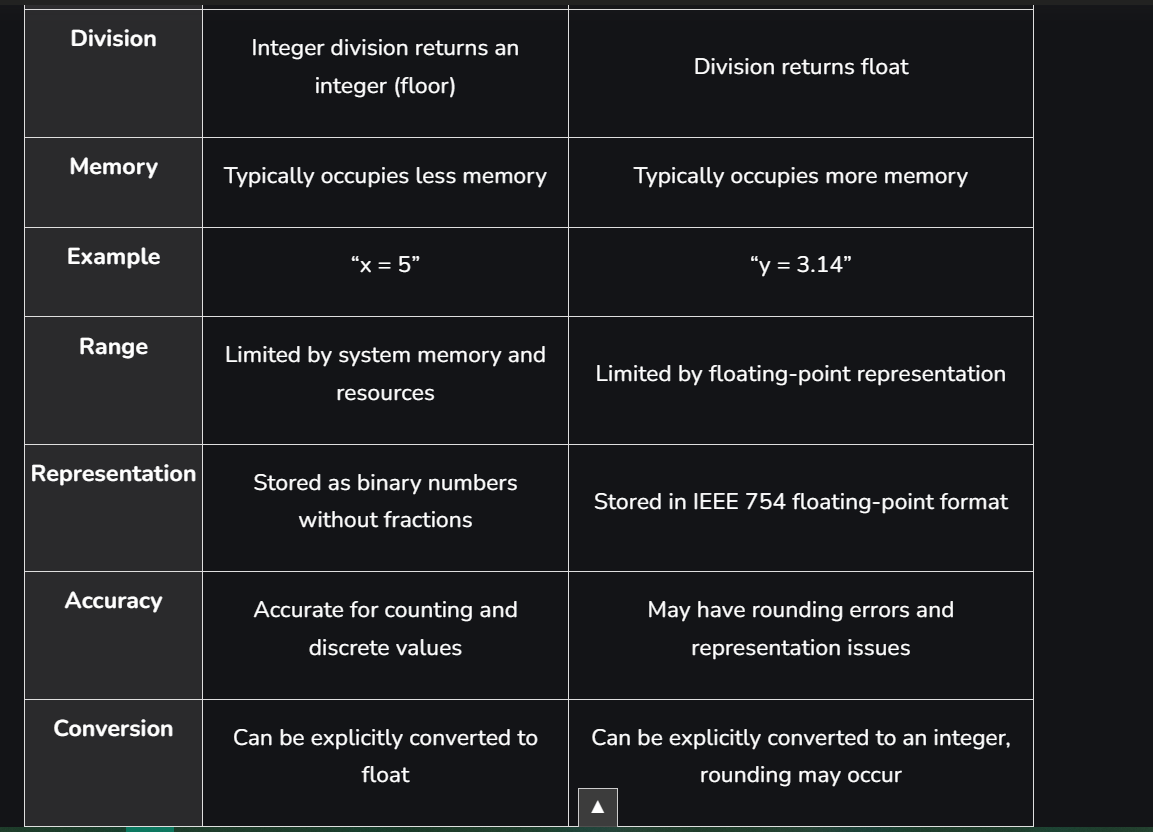 Division
Integer division returns an
integer (floor)
Division returns float
Memory
Typically occupies less memory
Typically occupies more memory
Example
“x = 5”
“y = 3.14”
Range
Limited by system memory and
resources
Limited by floating-point representation
Representation
Stored as binary numbers
without fractions
Stored in IEEE 754 floating-point format
Accuracy
Accurate for counting and
discrete values
May have rounding errors and
representation issues
Conversion
Can be explicitly converted to
float
Can be explicitly converted to an integer,
rounding may occur